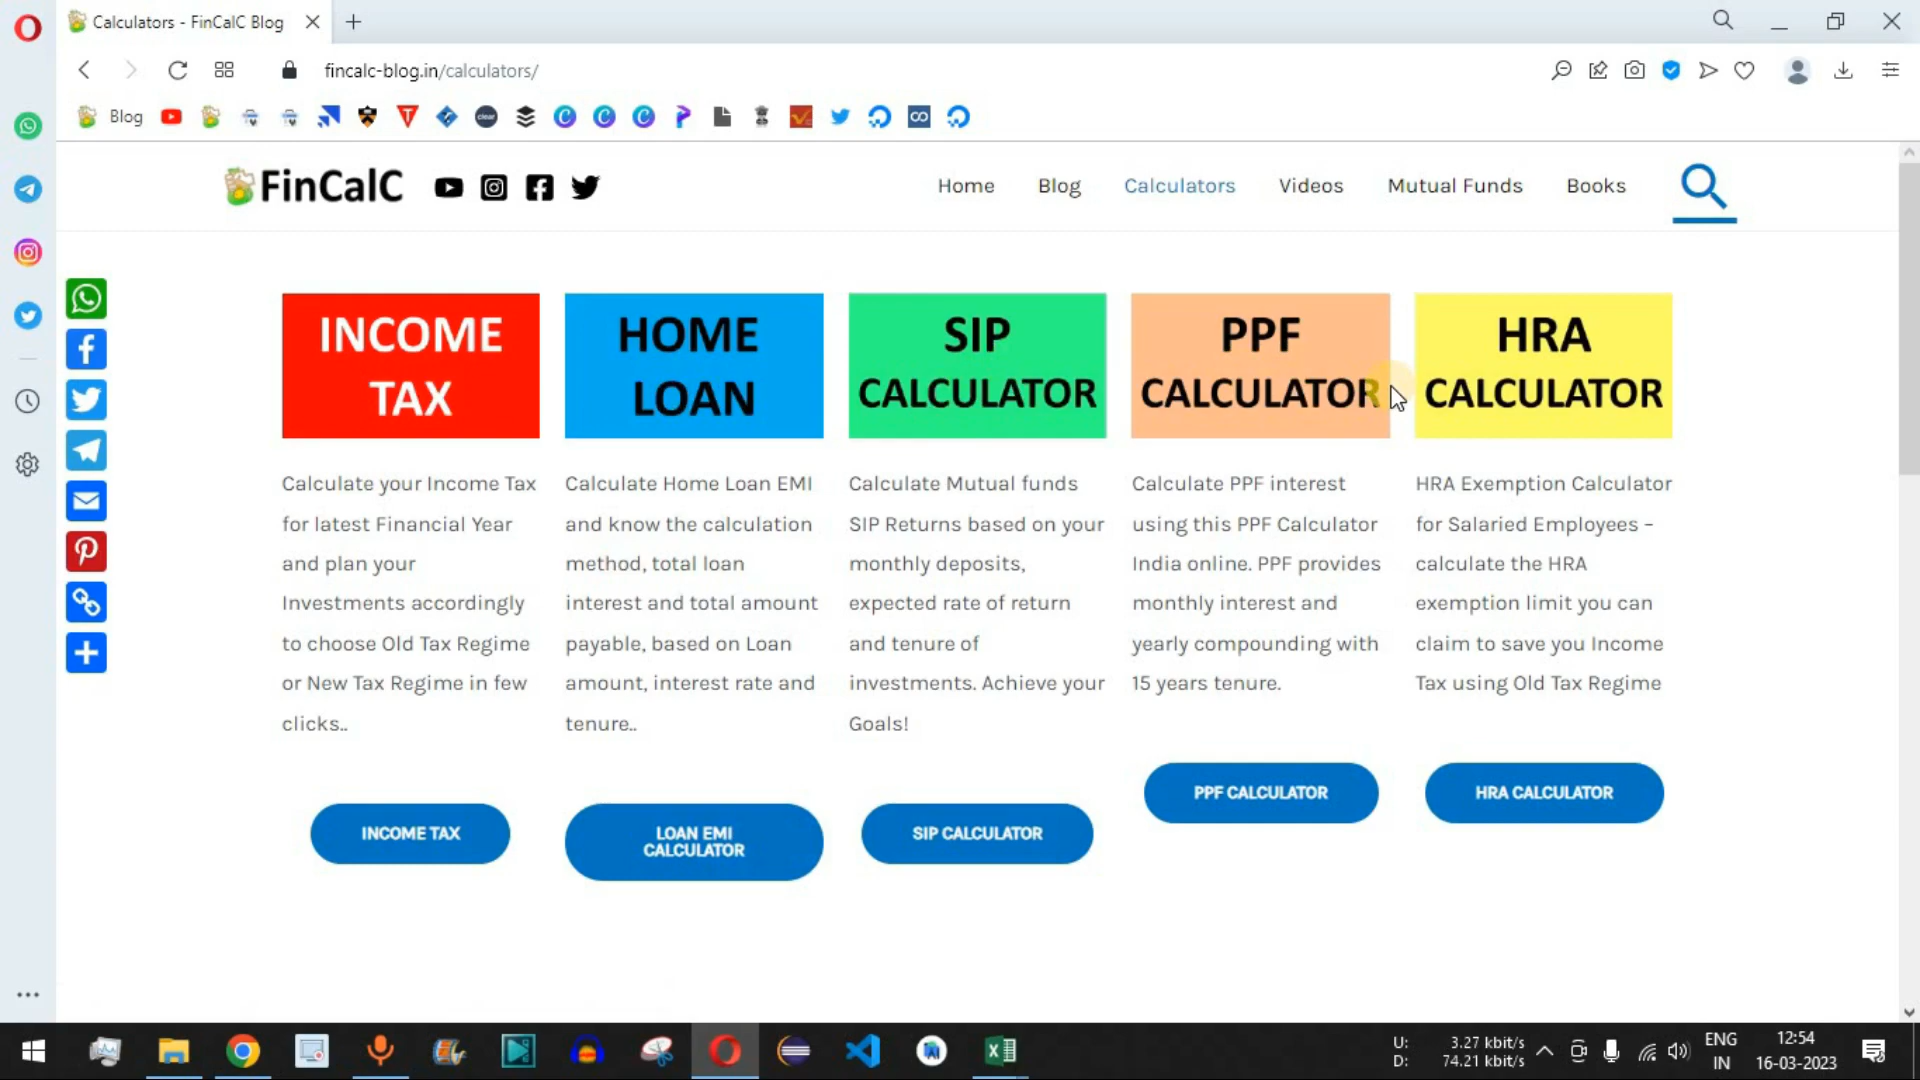 Calculators - FinCalC Blog
fincalc-blog.in/calculators/
Blog
FinCalC
Home
Blog
Calculators
Videos
Mutual Funds
Books
INCOME
TAX
Calculate your Income Tax
for latest Financial Year
and plan your
Investments accordingly
to choose Old Tax Regime
or New Tax Regime in few
clicks..
INCOME TAX
HOME
LOAN
Calculate Home Loan EMI
and know the calculation
method, total loan
interest and total amount
payable, based on Loan
amount, interest rate and
tenure..
LOAN EMI
CALCULATOR
SIP
CALCULATOR
Calculate Mutual funds
SIP Returns based on your
monthly deposits,
expected rate of return
and tenure of
investments. Achieve your
Goals!
SIP CALCULATOR
PPF
CALCULATOR
Calculate PPF interest
using this PPF Calculator
India online. PPF provides
monthly interest and
yearly compounding with
15 years tenure.
PPF CALCULATOR
HRA
CALCULATOR
HRA Exemption Calculator
for Salaried Employees –
calculate the HRA
exemption limit you can
claim to save you Income
Tax using Old Tax Regime
HRA CALCULATOR
U: 3.27 kbit/s
D: 74.21 kbit/s
ENG
IN
12:54
16-03-2023